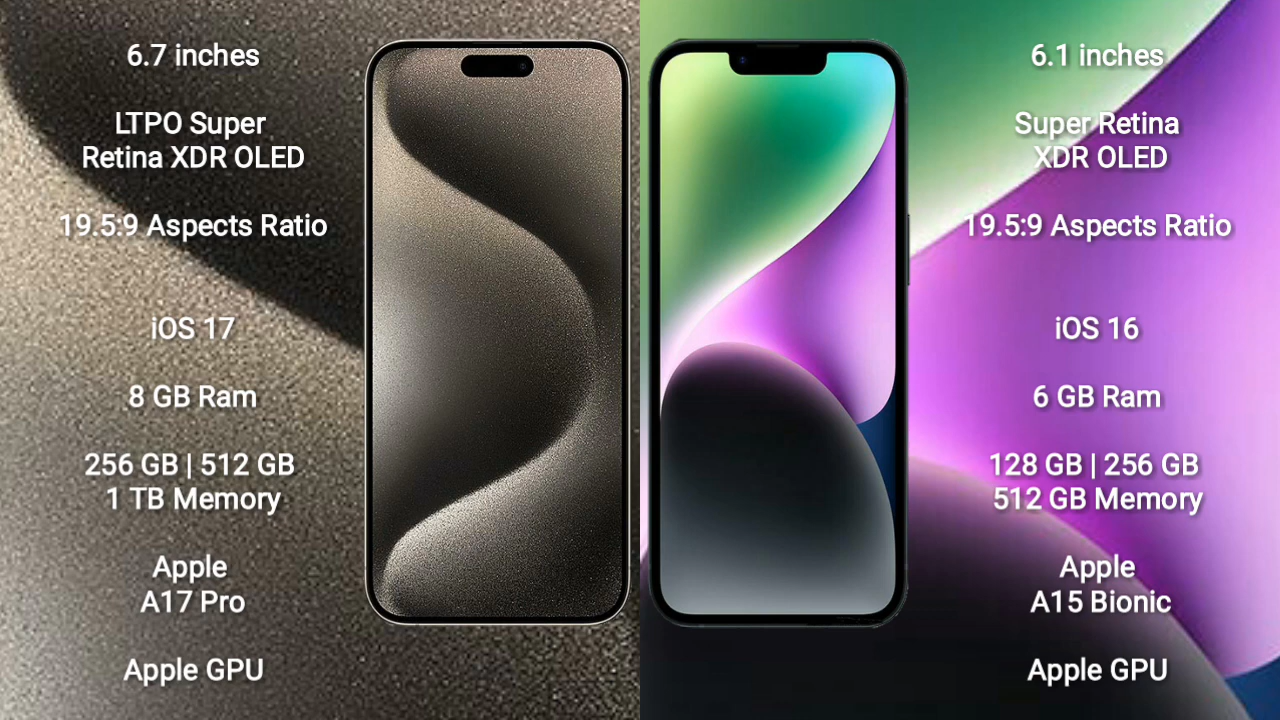 6.7 inches
LTPO Super
Retina XDR OLED
19.5:9 Aspects Ratio
iOS 17
8 GB Ram
256 GB | 512 GB
1 TB Memory
Apple
A17 Pro
Apple GPU
6.1 inches
Super Retina
XDR OLED
19.5:9 Aspects Ratio
iOS 16
6 GB Ram
128 GB | 256 GB
512 GB Memory
Apple
A15 Bionic
Apple GPU